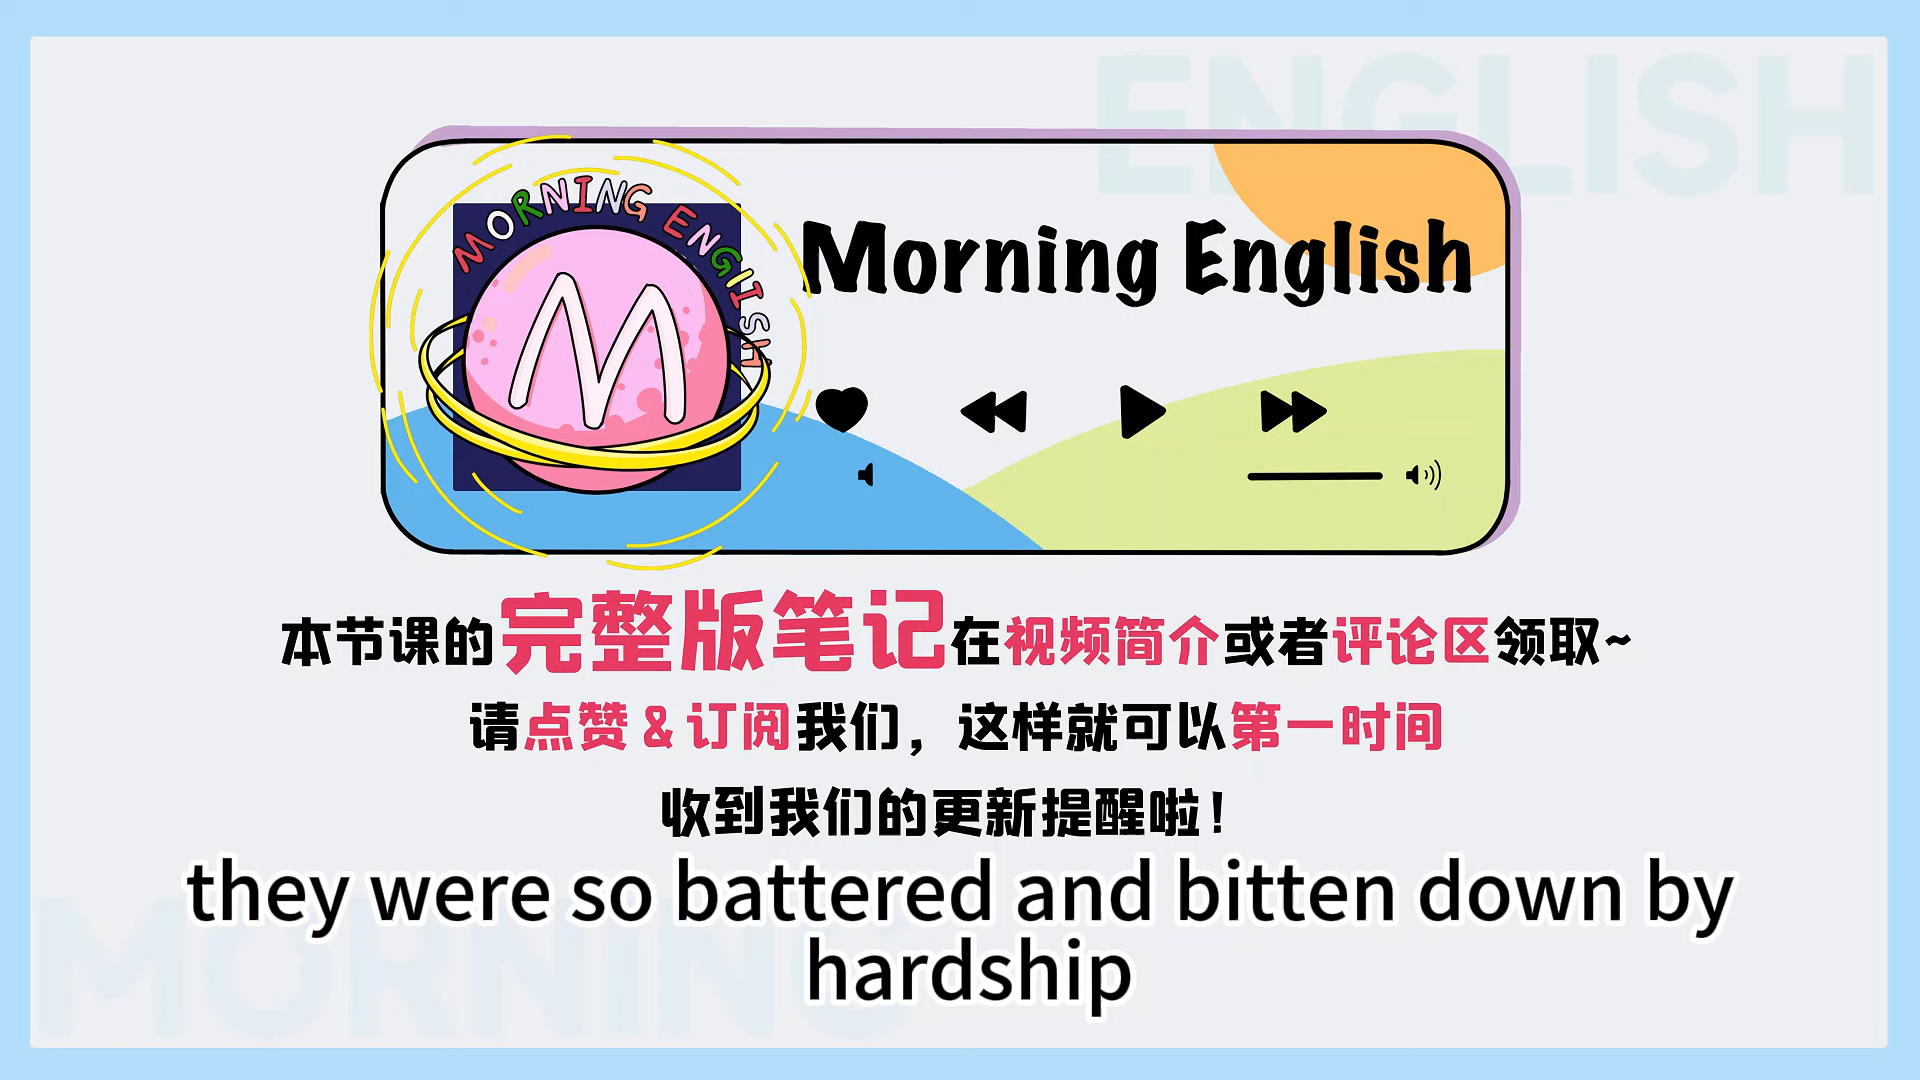 ENGLISH
MORNING ENGLISH
M
Morning English
本节课的完整版笔记在视频简介或者评论区领取~
请点赞&订阅我们，这样就可以第一时间
收到我们的更新提醒啦！
they were so battered and bitten down by
hardship
MORNING